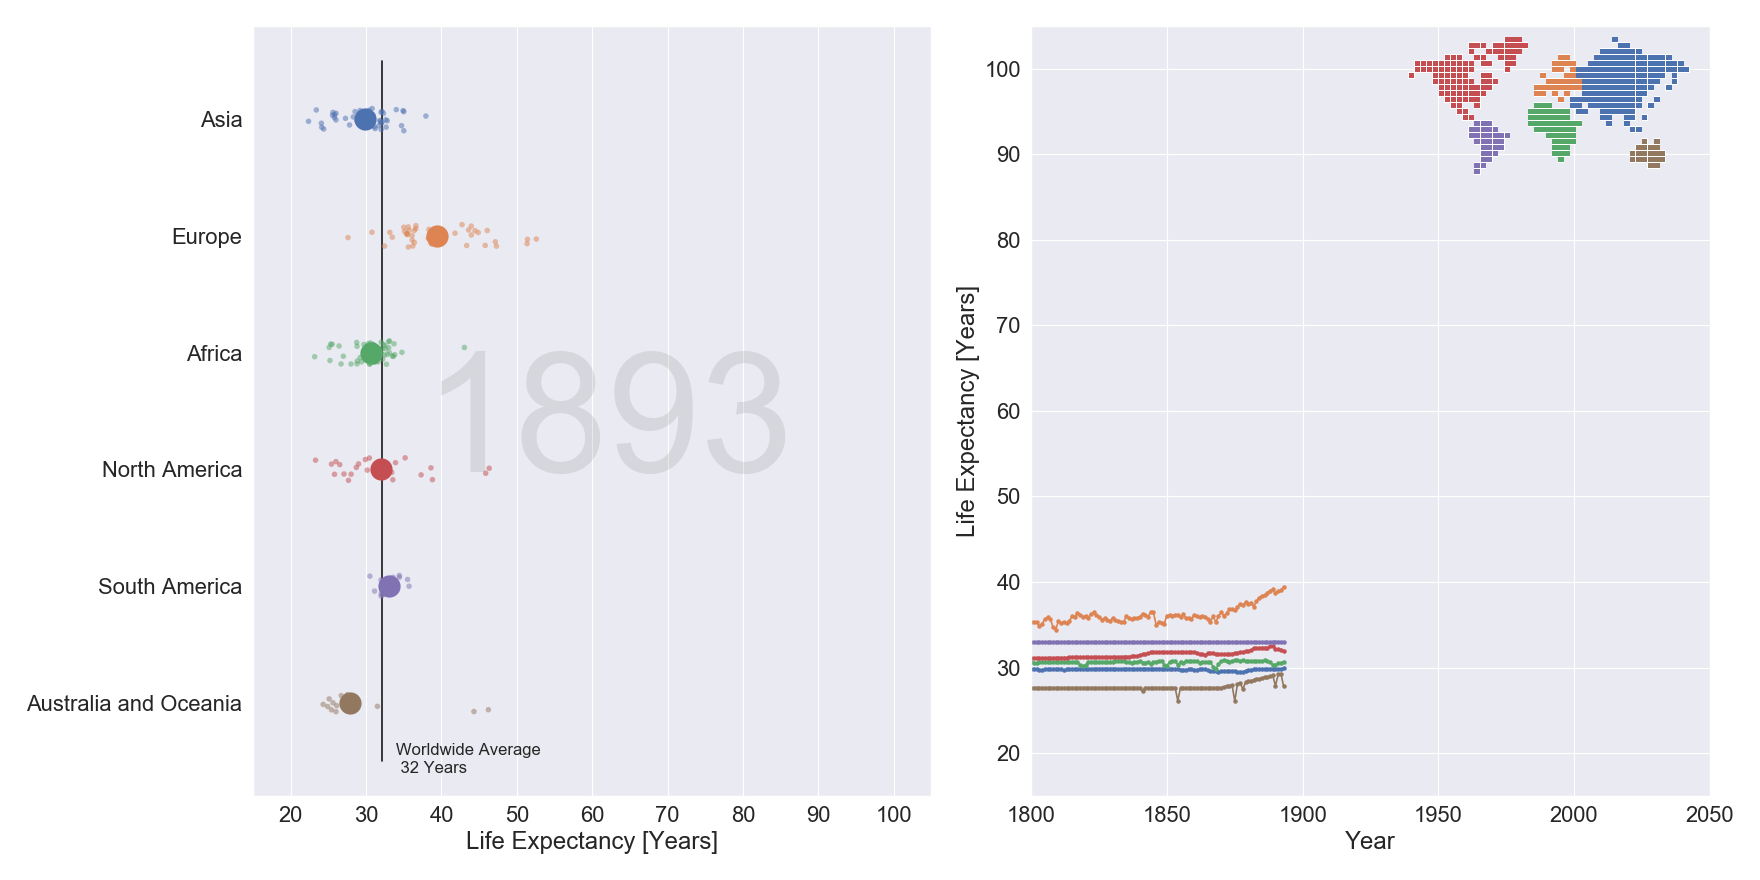 Asia
Europe
Africa
North America
South America
Australia and Oceania
1893
Worldwide Average
32 Years
20 30 40 50 60 70 80 90 100
Life Expectancy [Years]
100
90
80
70
60
50
40
30
20
Life Expectancy [Years]
1800 1850 1900 1950 2000 2050
Year